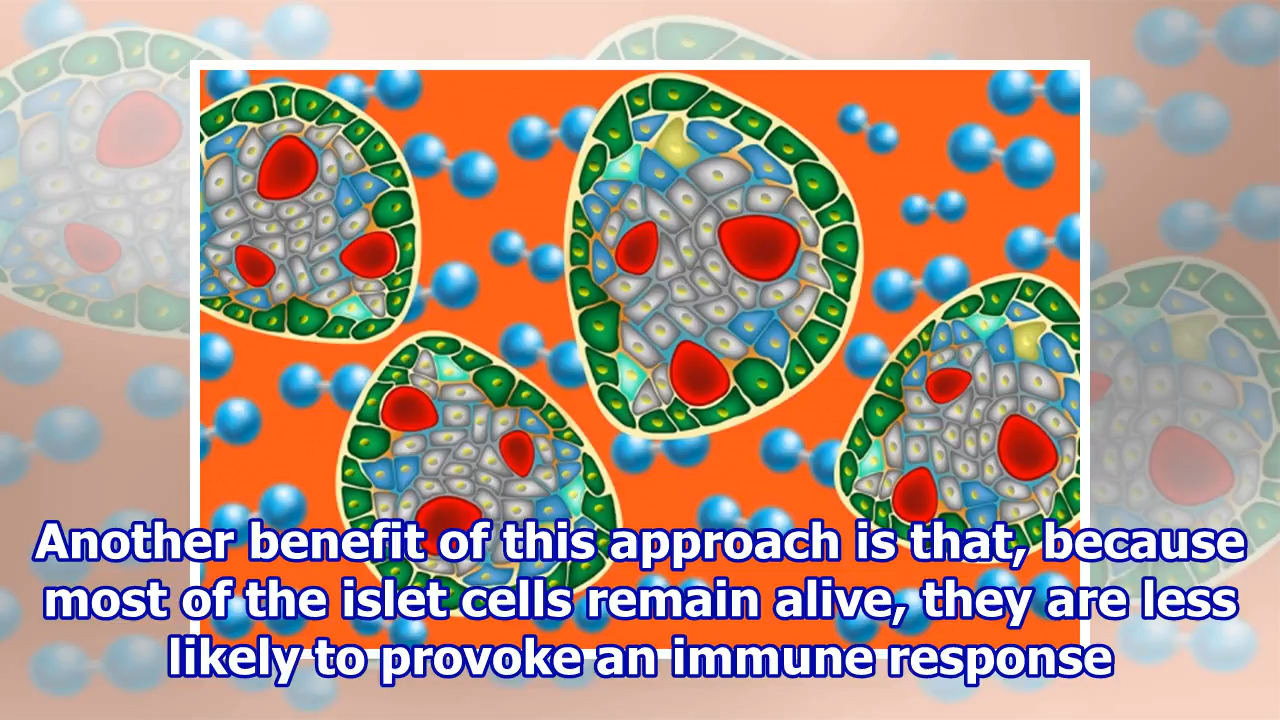 Another benefit of this approach is that, because
most of the islet cells remain alive, they are less
likely to provoke an immune response